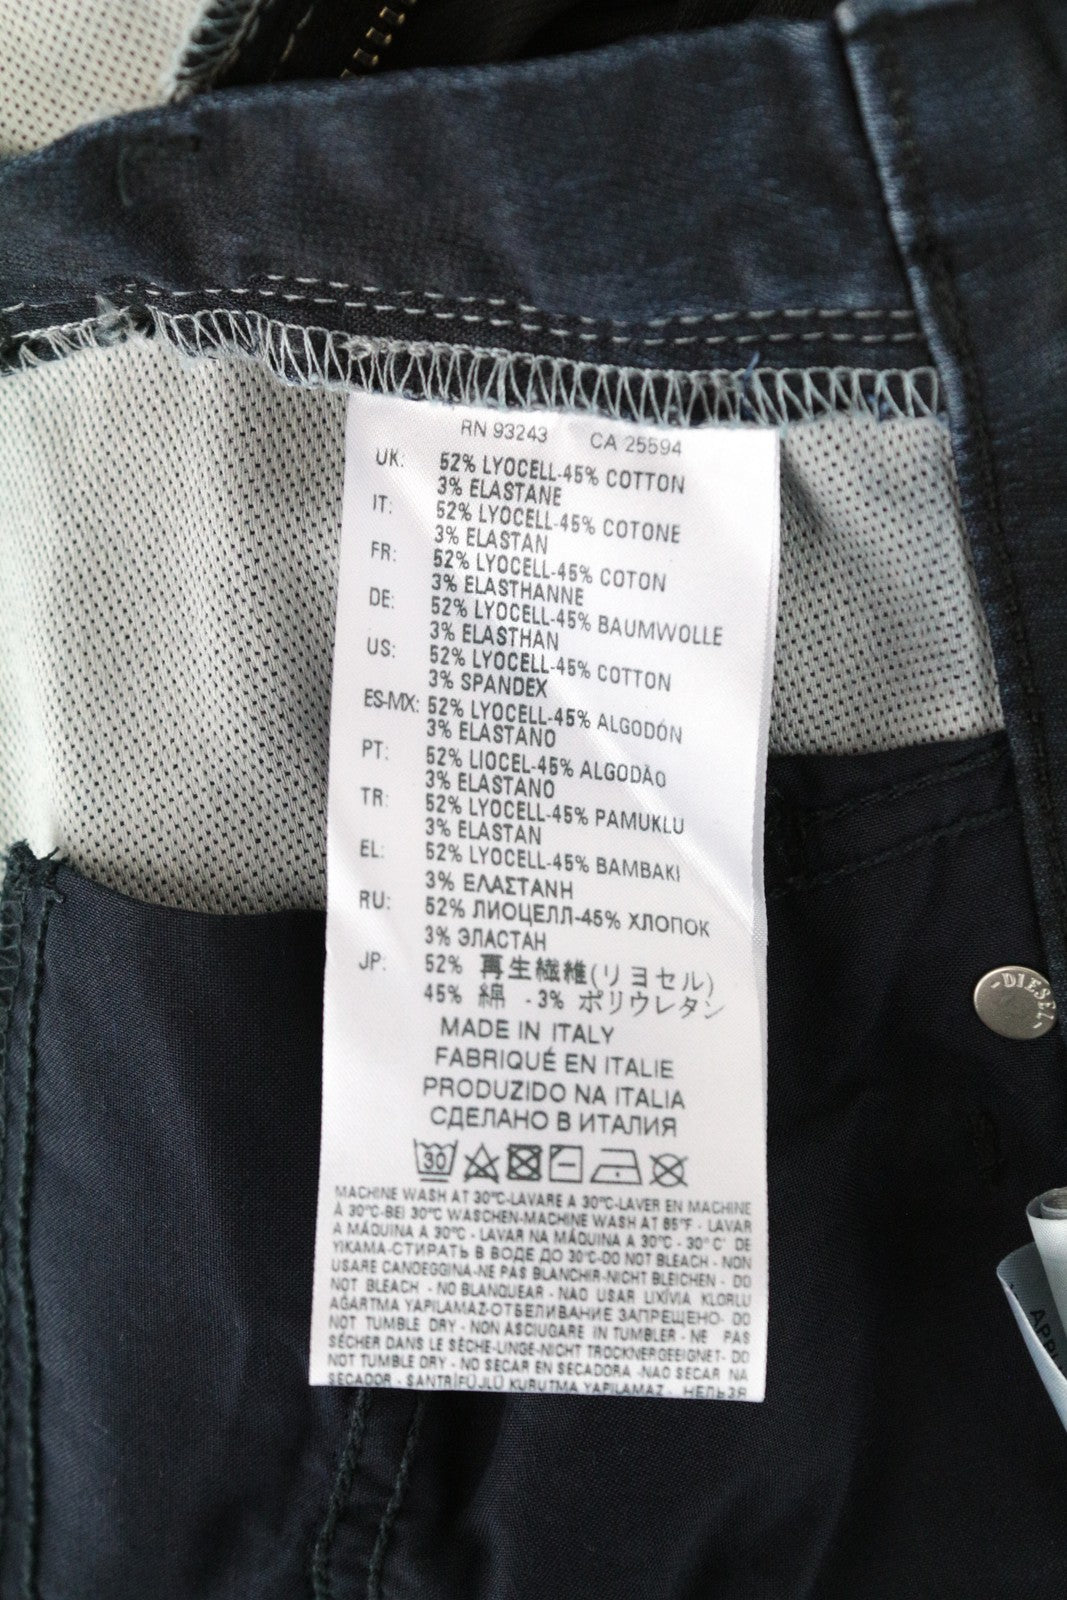 RN 93243 CA 25594
UK: 52% LYOCELL-45% COTTON
3% ELASTANE
IT: 52% LYOCELL-45% COTONE
3% ELASTAN
FR: 52% LYOCELL-45% COTON
3% ELASTHANNE
DE: 52% LYOCELL-45% BAUMWOLLE
3% ELASTHAN
US: 52% LYOCELL-45% COTTON
3% SPANDEX
ES-MX: 52% LYOCELL-45% ALGODÓN
3% ELASTANO
PT: 52% LIOCEL-45% ALGODÃO
3% ELASTANO
TR: 52% LYOCELL-45% PAMUKLU
3% ELASTAN
EL: 52% LYOCELL-45% BAMBAKI
3% ΕΛΑΣΤΑΝΗ
RU: 52% ЛИОЦЕЛЛ-45% ХЛОПОК
3% ЭЛАСТАН
JP: 52% 再生繊維(リヨセル)
45% 綿 - 3% ポリウレタン
MADE IN ITALY
FABRIQUÉ EN ITALIE
PRODUZIDO NA ITALIA
СДЕЛАНО В ИТАЛИЯ
30
MACHINE WASH AT 30°C-LAVARE A 30°C-LAVER EN MACHINE
À 30°C-BEI 30°C WASCHEN-MACHINE WASH AT 85°F - LAVAR
A MÁQUINA A 30°C - LAVAR NA MÁQUINA A 30°C - 30°C' DE
YIKAMA-СТИРАТЬ В ВОДЕ ДО 30°C-DO NOT BLEACH - NON
USARE CANDEGGINA-NE PAS BLANCHIR-NICHT BLEICHEN - DO
NOT BLEACH - NO BLANQUEAR - NAO USAR LIXÍVIA KLORLU
AĞARTMA YAPILAMAZ-ОТБЕЛИВАНИЕ ЗАПРЕЩЕНО- DO
NOT TUMBLE DRY - NON ASCIUGARE IN TUMBLER - NE PAS
SÉCHER DANS LE SÈCHE-LINGE-NICHT TROCKNERGEEIGNET- DO
NOT TUMBLE DRY - NO SECAR EN SECADORA -NAO SECAR NA
SECADOR - SANTRİFÜJLÜ KURUTMA YAPILAMAZ - НЕЛЬЗЯ
-DIESEL-